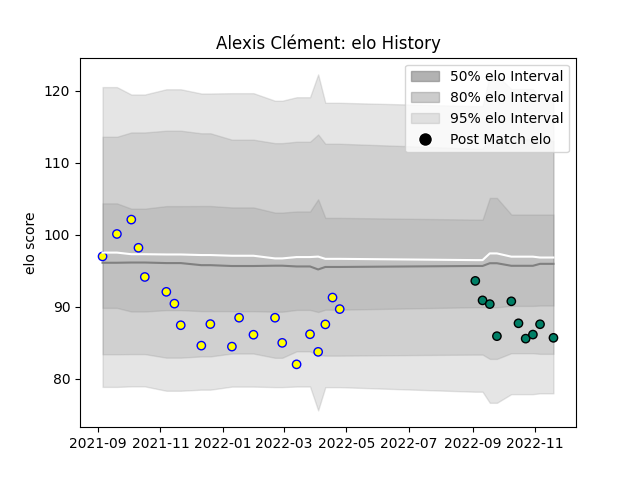 Alexis Clément: elo History
50% elo Interval
80% elo Interval
95% elo Interval
Post Match elo
elo score
120
110
100
90
80
2021-09 2021-11 2022-01 2022-03 2022-05 2022-07 2022-09 2022-11